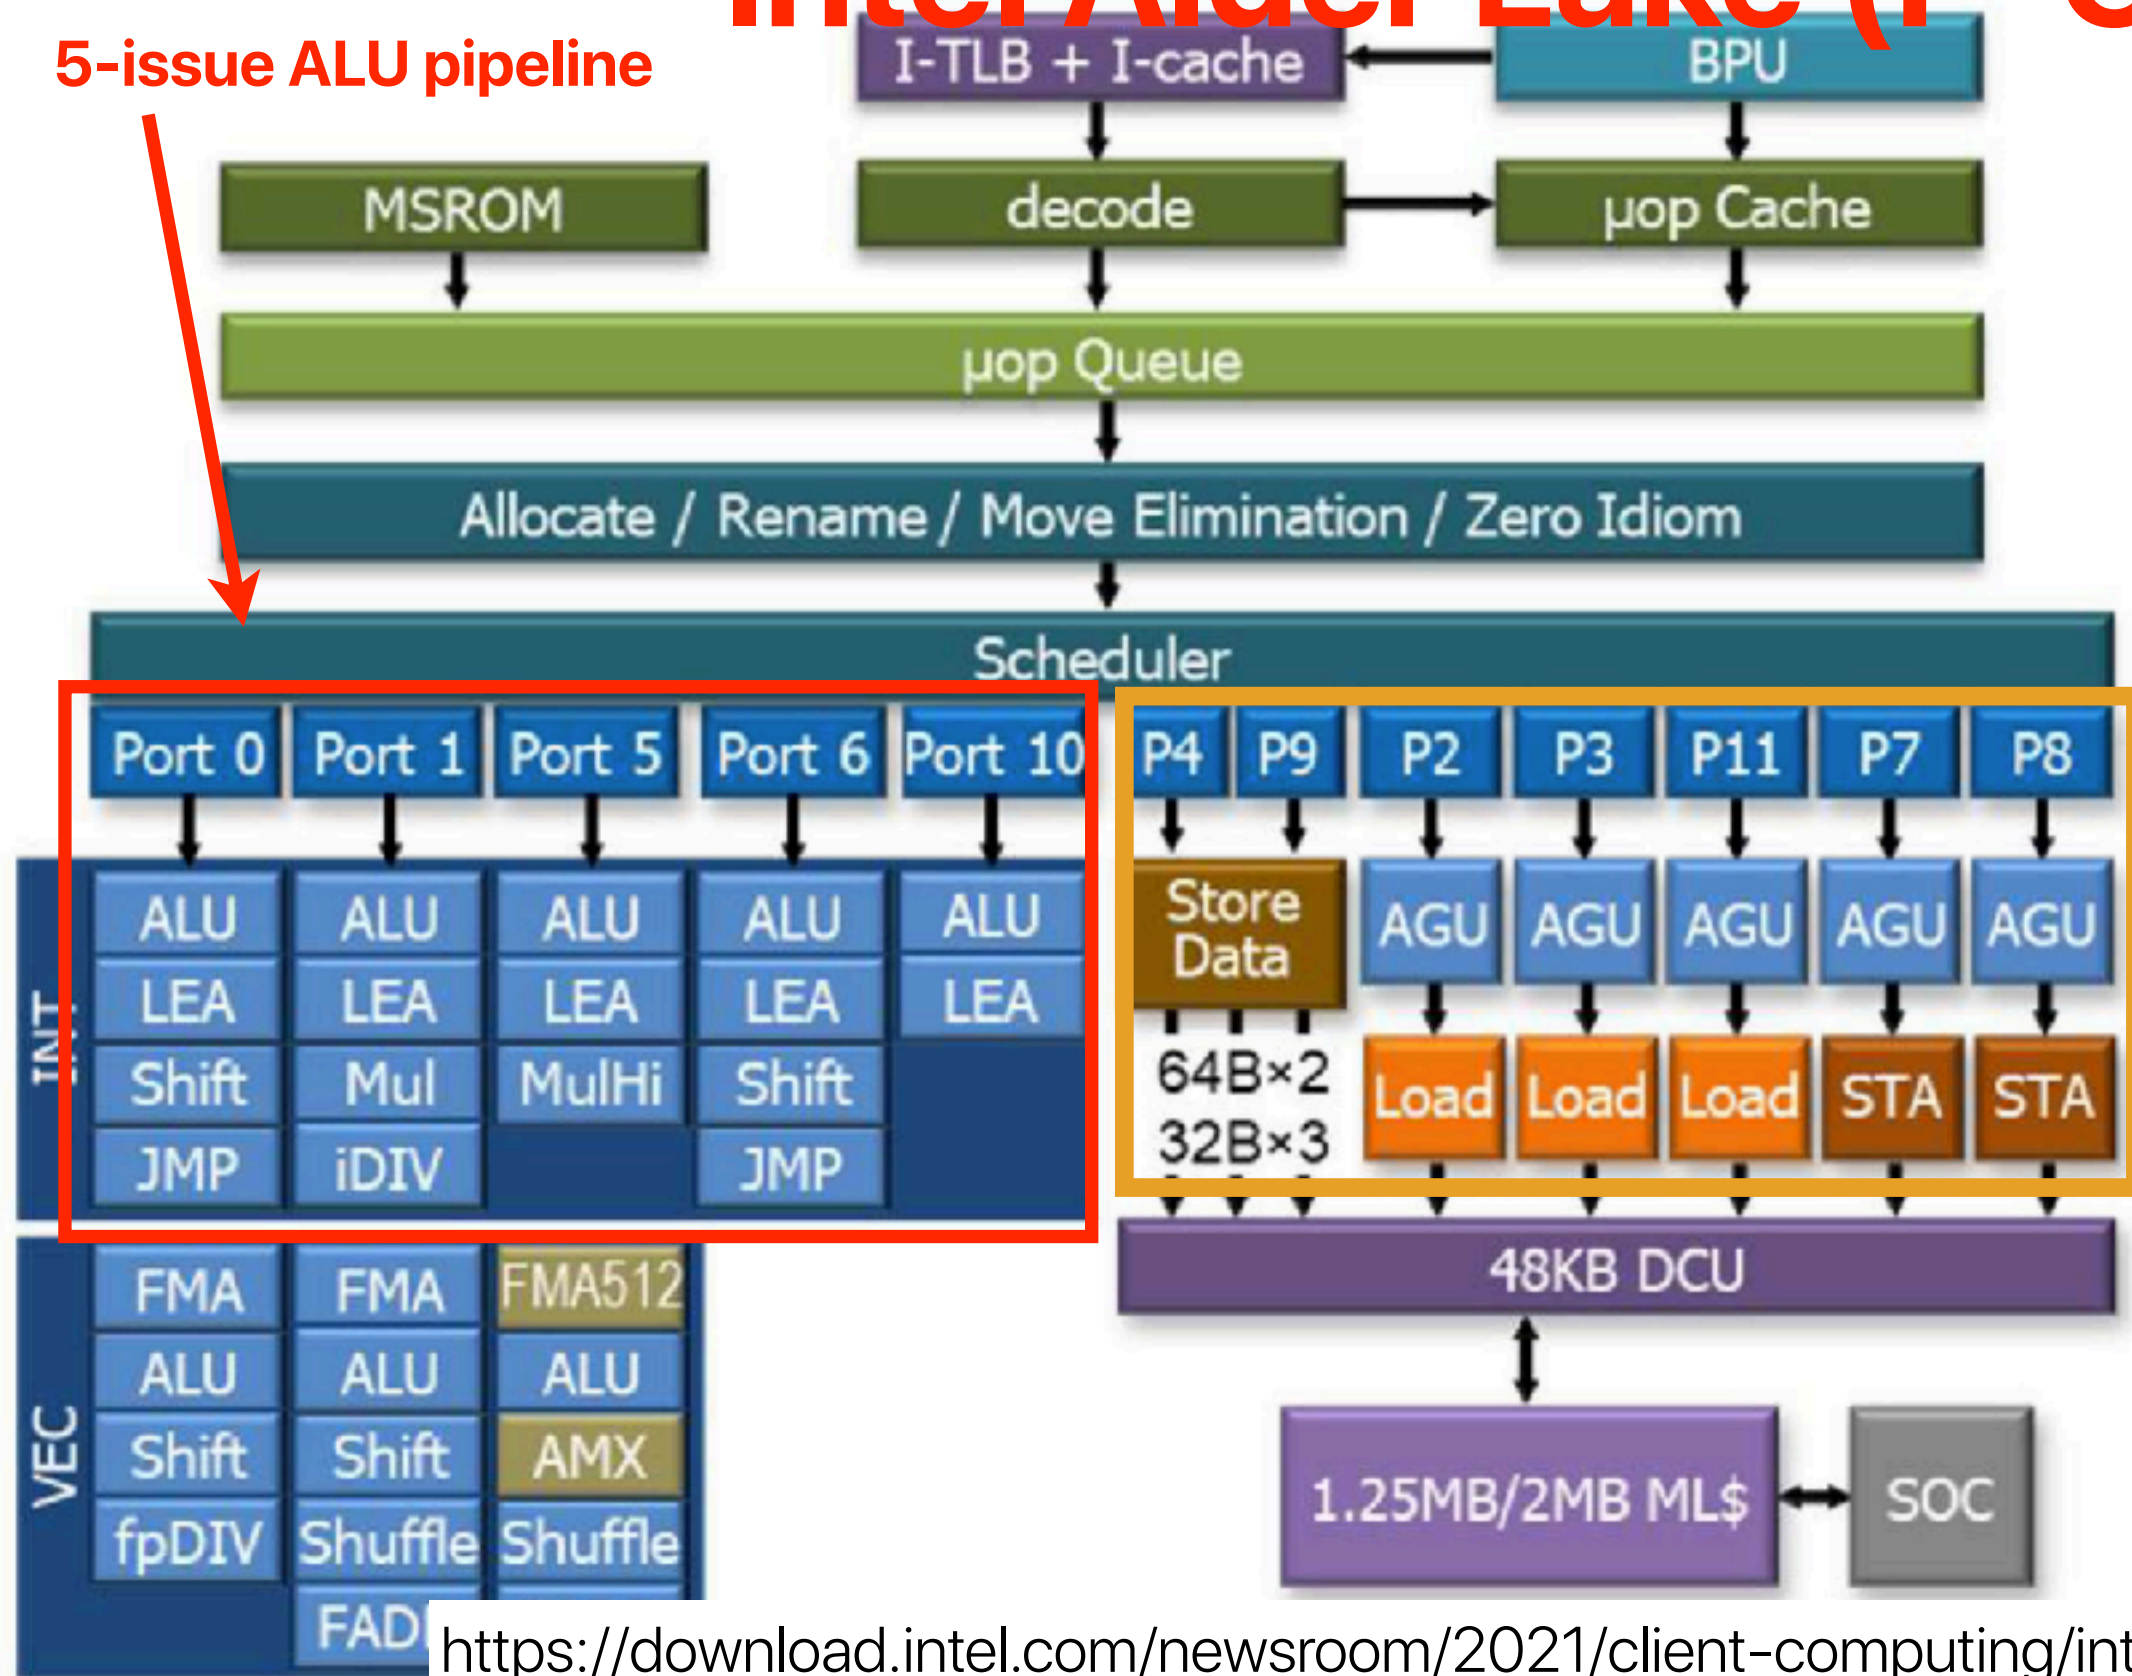 Intel Alder Lake (P-
5-issue ALU pipeline
I-TLB + I-cache
BPU
MSROM
decode
µop Cache
µop Queue
Allocate / Rename / Move Elimination / Zero Idiom
Scheduler
Port 0 Port 1 Port 5 Port 6 Port 10 P4 P9 P2 P3 P11 P7 P8
INT
ALU ALU ALU ALU ALU
LEA LEA LEA LEA LEA
Shift Mul MulHi Shift
JMP iDIV JMP
Store
Data
AGU AGU AGU AGU AGU
64B×2
32B×3
Load Load Load STA STA
VEC
FMA FMA FMA512
ALU ALU ALU
Shift Shift AMX
fpDIV Shuffle Shuffle
48KB DCU
1.25MB/2MB ML$
SOC
https://download.intel.com/newsroom/2021/client-computing/int